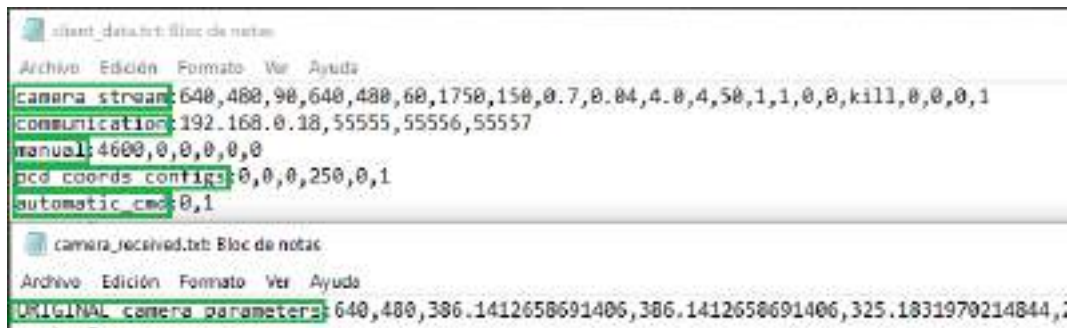 client_data.txt: Bloc de notas
Archivo Edición Formato Ver Ayuda
camera stream:640,480,90,640,480,60,1750,150,0.7,0.04,4.0,4,50,1,1,0,0,kill,0,0,0,1
communication:192.168.0.18,55555,55556,55557
manual:4600,0,0,0,0,0
pcd coords configs:0,0,0,250,0,1
automatic_cmd:0,1
camera_received.txt: Bloc de notas
Archivo Edición Formato Ver Ayuda
ORIGINAL camera parameters:640,480,386.1412658691406,386.1412658691406,325.1831970214844,